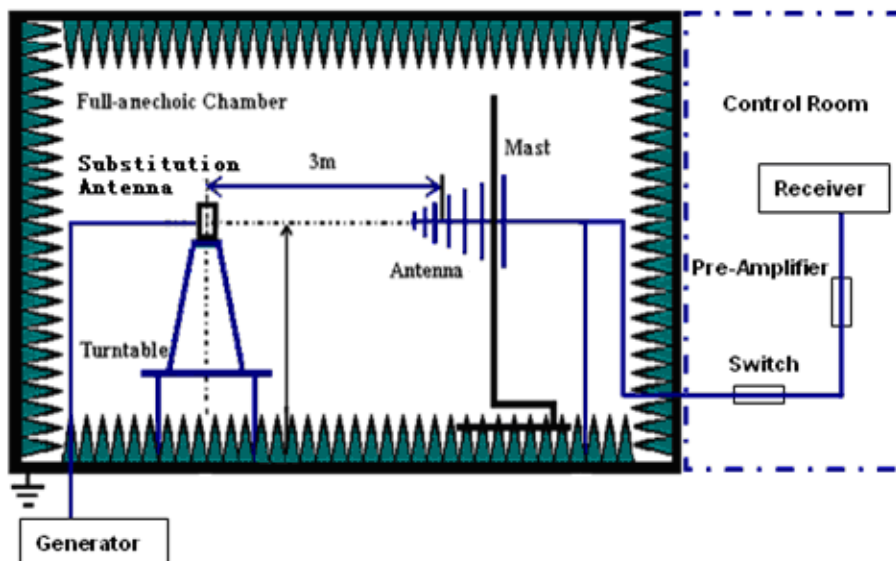 Full-anechoic Chamber
Control Room
Substitution
Antenna
3m
Mast
Receiver
Antenna
Pre-Amplifier
Turntable
Switch
Generator